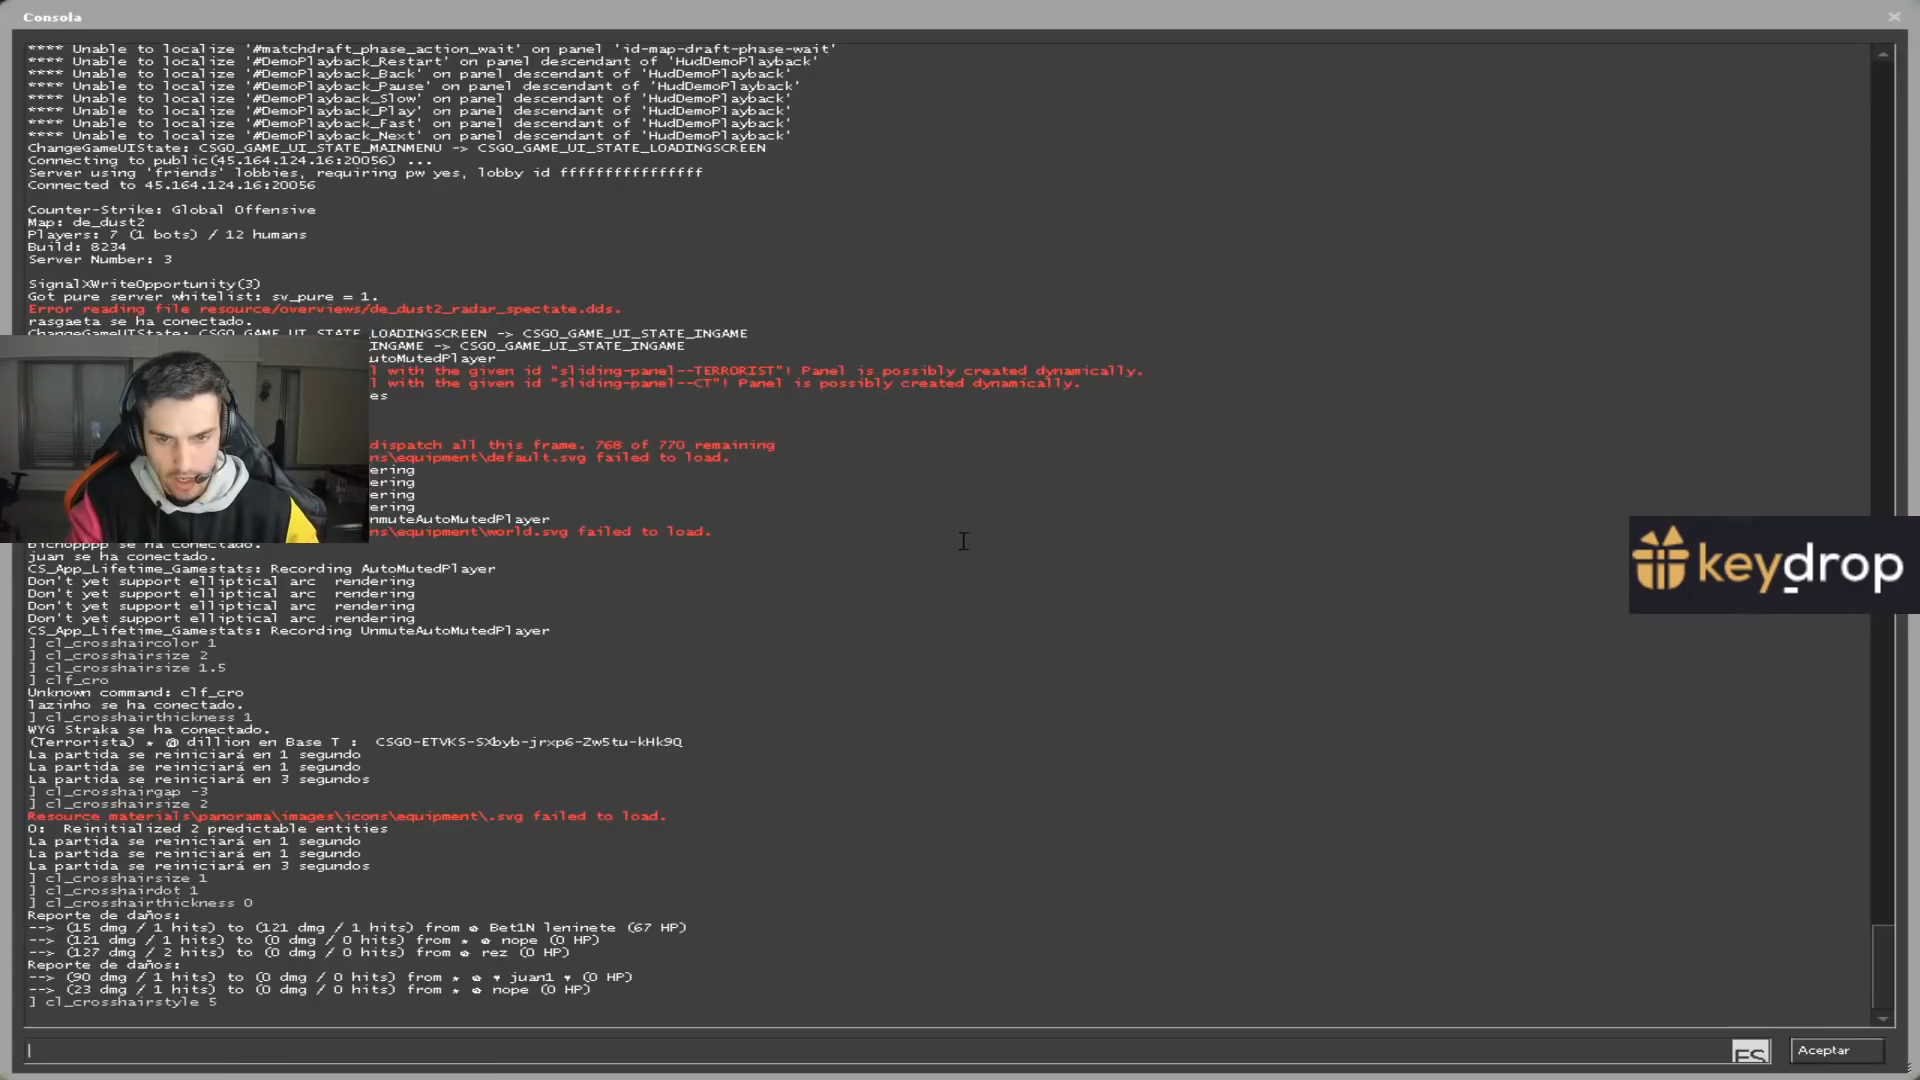 Consola
**** Unable to localize '#matchdraft_phase_action_wait' on panel 'id-map-draft-phase-wait'
**** Unable to localize '#DemoPlayback_Restart' on panel descendant of 'HudDemoPlayback'
**** Unable to localize '#DemoPlayback_Back' on panel descendant of 'HudDemoPlayback'
**** Unable to localize '#DemoPlayback_Pause' on panel descendant of 'HudDemoPlayback'
**** Unable to localize '#DemoPlayback_Slow' on panel descendant of 'HudDemoPlayback'
**** Unable to localize '#DemoPlayback_Play' on panel descendant of 'HudDemoPlayback'
**** Unable to localize '#DemoPlayback_Fast' on panel descendant of 'HudDemoPlayback'
**** Unable to localize '#DemoPlayback_Next' on panel descendant of 'HudDemoPlayback'
ChangeGameUIState: CSGO_GAME_UI_STATE_MAINMENU -> CSGO_GAME_UI_STATE_LOADINGSCREEN
Connecting to public(45.164.124.16:20056) ...
Server using 'friends' lobbies, requiring pw yes, lobby id ffffffffffffffff
Connected to 45.164.124.16:20056
Counter-Strike: Global Offensive
Map: de_dust2
Players: 7 (1 bots) / 12 humans
Build: 8234
Server Number: 3
SignalXWriteOpportunity(3)
Got pure server whitelist: sv_pure = 1.
Error reading file resource/overviews/de_dust2_radar_spectate.dds.
rasgaeta se ha conectado.
ChangeGameUIState: CSGO_GAME_UI_STATE_LOADINGSCREEN -> CSGO_GAME_UI_STATE_INGAME
INGAME -> CSGO_GAME_UI_STATE_INGAME
utoMutedPlayer
l with the given id "sliding-panel--TERRORIST"! Panel is possibly created dynamically.
l with the given id "sliding-panel--CT"! Panel is possibly created dynamically.
es
dispatch all this frame. 768 of 770 remaining
ns\equipment\default.svg failed to load.
ering
ering
ering
ering
nmuteAutoMutedPlayer
ns\equipment\world.svg failed to load.
bichopppp se ha conectado.
juan se ha conectado.
CS_App_Lifetime_Gamestats: Recording AutoMutedPlayer
Don't yet support elliptical arc  rendering
Don't yet support elliptical arc  rendering
Don't yet support elliptical arc  rendering
Don't yet support elliptical arc  rendering
CS_App_Lifetime_Gamestats: Recording UnmuteAutoMutedPlayer
] cl_crosshaircolor 1
] cl_crosshairsize 2
] cl_crosshairsize 1.5
] clf_cro
Unknown command: clf_cro
lazinho se ha conectado.
] cl_crosshairthickness 1
WYG Straka se ha conectado.
(Terrorista) ★ @ dillion en Base T :  CSGO-ETVKS-SXbyb-jrxp6-Zw5tu-kHk9Q
La partida se reiniciará en 1 segundo
La partida se reiniciará en 1 segundo
La partida se reiniciará en 3 segundos
] cl_crosshairgap -3
] cl_crosshairsize 2
Resource materials\panorama\images\icons\equipment\.svg failed to load.
0:  Reinitialized 2 predictable entities
La partida se reiniciará en 1 segundo
La partida se reiniciará en 1 segundo
La partida se reiniciará en 3 segundos
] cl_crosshairsize 1
] cl_crosshairdot 1
] cl_crosshairthickness 0
Reporte de daños:
--> (15 dmg / 1 hits) to (121 dmg / 1 hits) from Bet1N leninete (67 HP)
--> (121 dmg / 1 hits) to (0 dmg / 0 hits) from ★ nope (0 HP)
--> (127 dmg / 2 hits) to (0 dmg / 0 hits) from rez (0 HP)
Reporte de daños:
--> (90 dmg / 1 hits) to (0 dmg / 0 hits) from ★ ♥ juan1 ♥ (0 HP)
--> (23 dmg / 1 hits) to (0 dmg / 0 hits) from ★ nope (0 HP)
] cl_crosshairstyle 5
keydrop
ES
Aceptar